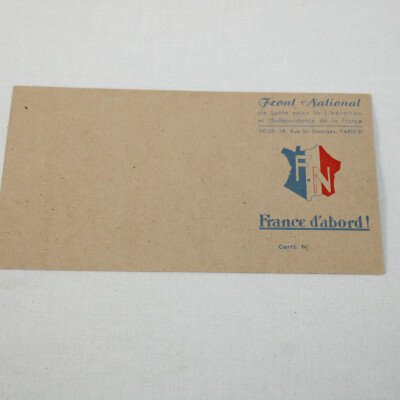 Front National
de lutte pour la Libération
et l'Indépendance de la France
SIÈGE: 19, Rue St-Georges, PARIS-9ᵉ
F.N
France d'abord!
Carte N°